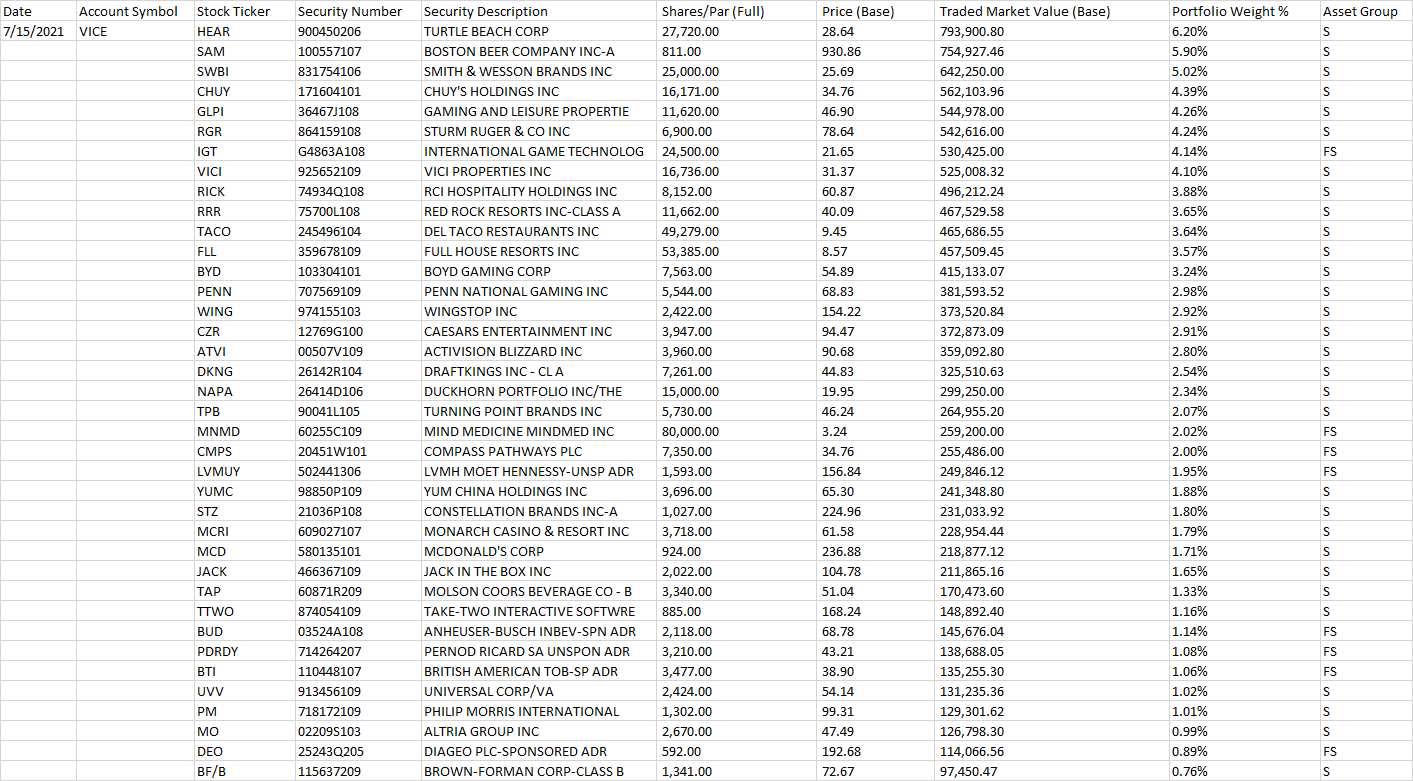 Date Account Symbol Stock Ticker Security Number Security Description Shares/Par (Full) Price (Base) Traded Market Value (Base) Portfolio Weight % Asset Group
7/15/2021 VICE HEAR 900450206 TURTLE BEACH CORP 27,720.00 28.64 793,900.80 6.20% S
SAM 100557107 BOSTON BEER COMPANY INC-A 811.00 930.86 754,927.46 5.90% S
SWBI 831754106 SMITH & WESSON BRANDS INC 25,000.00 25.69 642,250.00 5.02% S
CHUY 171604101 CHUY'S HOLDINGS INC 16,171.00 34.76 562,103.96 4.39% S
GLPI 36467J108 GAMING AND LEISURE PROPERTIE 11,620.00 46.90 544,978.00 4.26% S
RGR 864159108 STURM RUGER & CO INC 6,900.00 78.64 542,616.00 4.24% S
IGT G4863A108 INTERNATIONAL GAME TECHNOLOG 24,500.00 21.65 530,425.00 4.14% FS
VICI 925652109 VICI PROPERTIES INC 16,736.00 31.37 525,008.32 4.10% S
RICK 74934Q108 RCI HOSPITALITY HOLDINGS INC 8,152.00 60.87 496,212.24 3.88% S
RRR 75700L108 RED ROCK RESORTS INC-CLASS A 11,662.00 40.09 467,529.58 3.65% S
TACO 245496104 DEL TACO RESTAURANTS INC 49,279.00 9.45 465,686.55 3.64% S
FLL 359678109 FULL HOUSE RESORTS INC 53,385.00 8.57 457,509.45 3.57% S
BYD 103304101 BOYD GAMING CORP 7,563.00 54.89 415,133.07 3.24% S
PENN 707569109 PENN NATIONAL GAMING INC 5,544.00 68.83 381,593.52 2.98% S
WING 974155103 WINGSTOP INC 2,422.00 154.22 373,520.84 2.92% S
CZR 12769G100 CAESARS ENTERTAINMENT INC 3,947.00 94.47 372,873.09 2.91% S
ATVI 00507V109 ACTIVISION BLIZZARD INC 3,960.00 90.68 359,092.80 2.80% S
DKNG 26142R104 DRAFTKINGS INC - CL A 7,261.00 44.83 325,510.63 2.54% S
NAPA 26414D106 DUCKHORN PORTFOLIO INC/THE 15,000.00 19.95 299,250.00 2.34% S
TPB 90041L105 TURNING POINT BRANDS INC 5,730.00 46.24 264,955.20 2.07% S
MNMD 60255C109 MIND MEDICINE MINDMED INC 80,000.00 3.24 259,200.00 2.02% FS
CMPS 20451W101 COMPASS PATHWAYS PLC 7,350.00 34.76 255,486.00 2.00% FS
LVMUY 502441306 LVMH MOET HENNESSY-UNSP ADR 1,593.00 156.84 249,846.12 1.95% FS
YUMC 98850P109 YUM CHINA HOLDINGS INC 3,696.00 65.30 241,348.80 1.88% S
STZ 21036P108 CONSTELLATION BRANDS INC-A 1,027.00 224.96 231,033.92 1.80% S
MCRI 609027107 MONARCH CASINO & RESORT INC 3,718.00 61.58 228,954.44 1.79% S
MCD 580135101 MCDONALD'S CORP 924.00 236.88 218,877.12 1.71% S
JACK 466367109 JACK IN THE BOX INC 2,022.00 104.78 211,865.16 1.65% S
TAP 60871R209 MOLSON COORS BEVERAGE CO - B 3,340.00 51.04 170,473.60 1.33% S
TTWO 874054109 TAKE-TWO INTERACTIVE SOFTWRE 885.00 168.24 148,892.40 1.16% S
BUD 03524A108 ANHEUSER-BUSCH INBEV-SPN ADR 2,118.00 68.78 145,676.04 1.14% FS
PDRDY 714264207 PERNOD RICARD SA UNSPON ADR 3,210.00 43.21 138,688.05 1.08% FS
BTI 110448107 BRITISH AMERICAN TOB-SP ADR 3,477.00 38.90 135,255.30 1.06% FS
UVV 913456109 UNIVERSAL CORP/VA 2,424.00 54.14 131,235.36 1.02% S
PM 718172109 PHILIP MORRIS INTERNATIONAL 1,302.00 99.31 129,301.62 1.01% S
MO 02209S103 ALTRIA GROUP INC 2,670.00 47.49 126,798.30 0.99% S
DEO 25243Q205 DIAGEO PLC-SPONSORED ADR 592.00 192.68 114,066.56 0.89% FS
BF/B 115637209 BROWN-FORMAN CORP-CLASS B 1,341.00 72.67 97,450.47 0.76% S